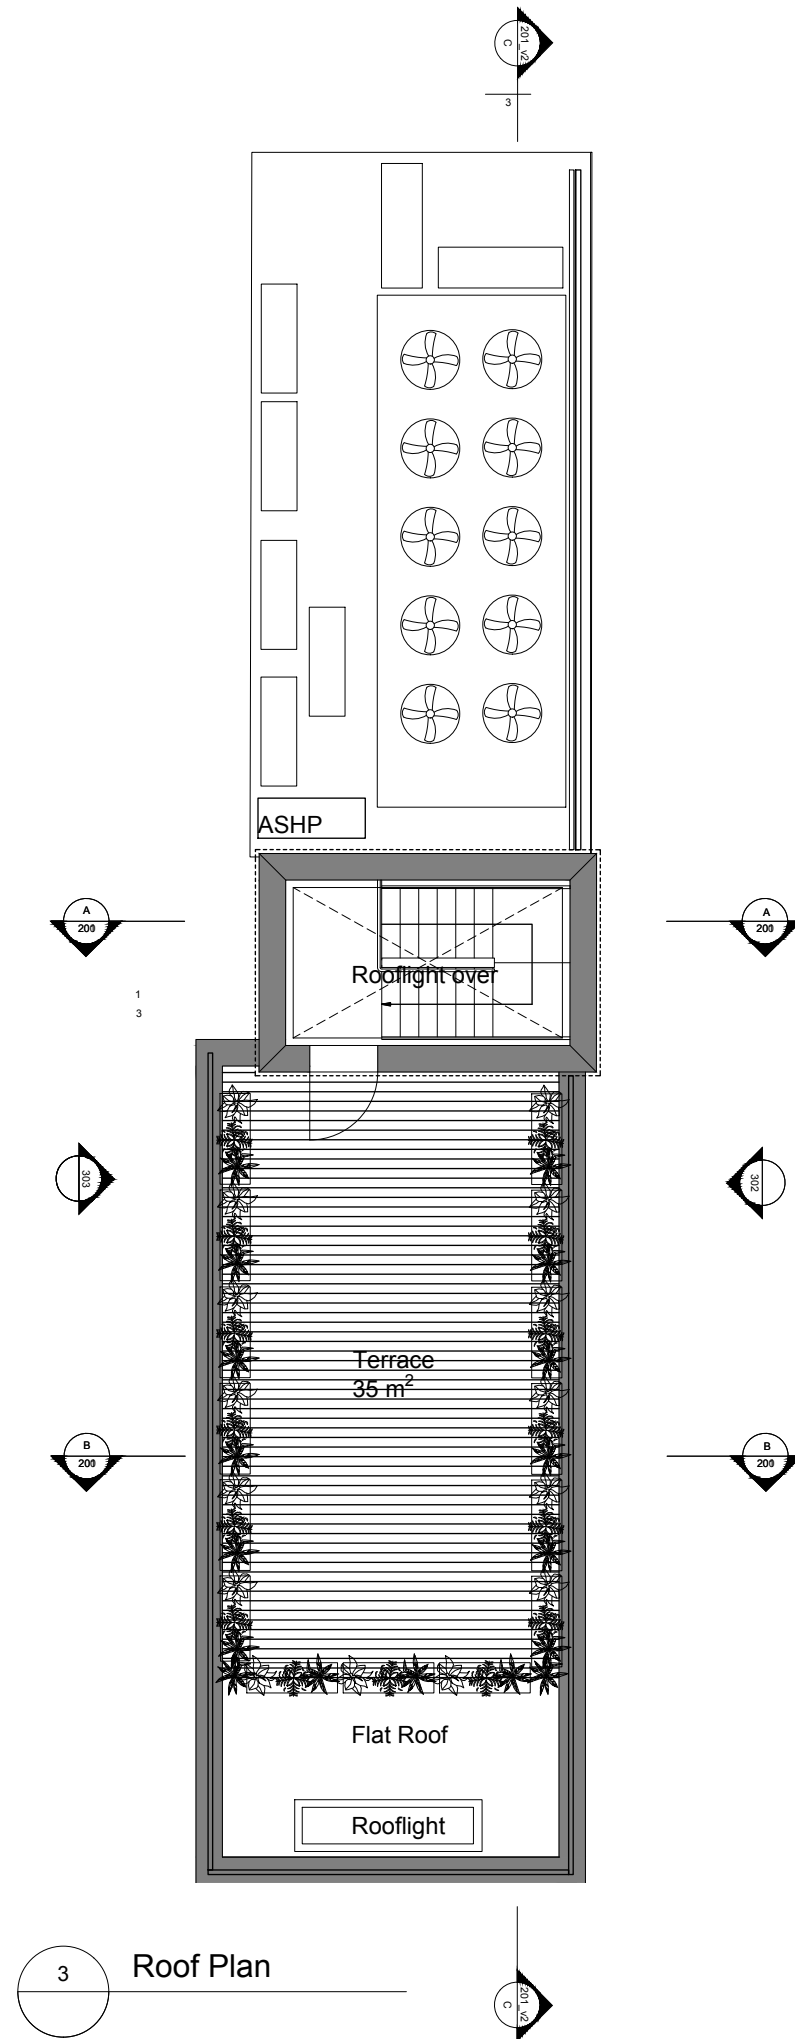 201_v2
C
3
ASHP
A
200
A
200
Rooflight over
1
3
303
302
Terrace
35 m²
B
200
B
200
Flat Roof
Rooflight
3
Roof Plan
201_v2
C